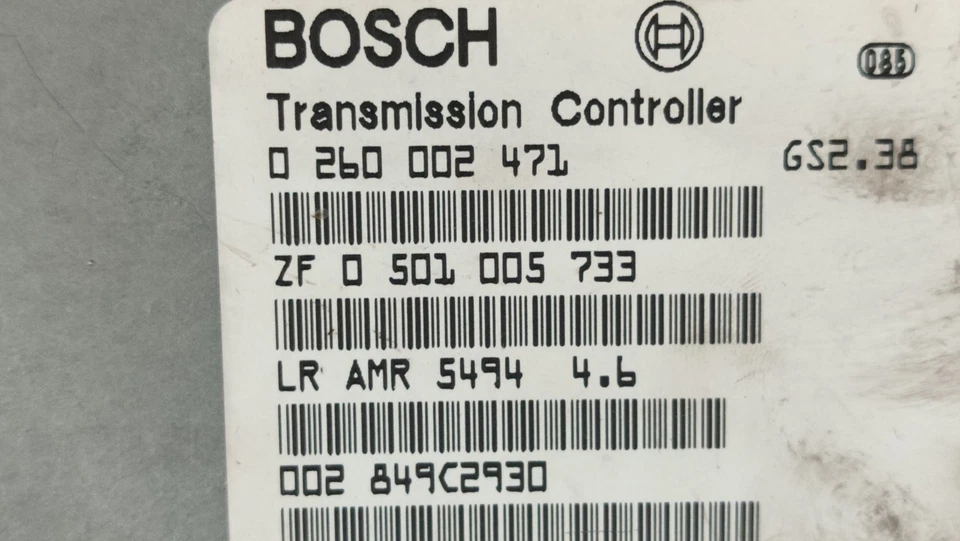 BOSCH
085
Transmission Controller
0 260 002 471 GS2.38
ZF 0 501 005 733
LR AMR 5494 4.6
002 849C2930